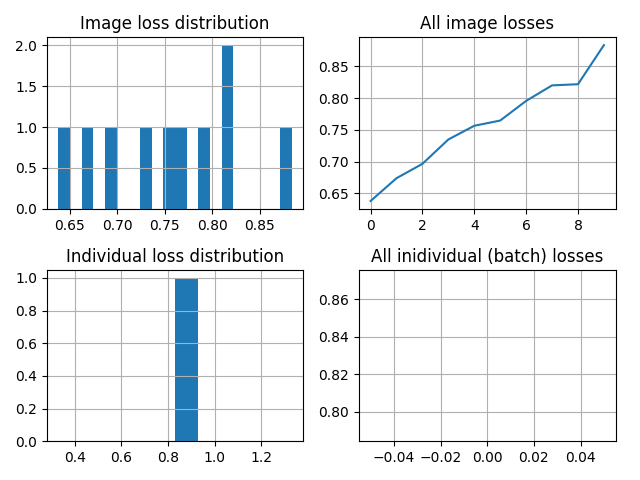 Image loss distribution
2.0
1.5
1.0
0.5
0.0
0.65 0.70 0.75 0.80 0.85
All image losses
0.85
0.80
0.75
0.70
0.65
0 2 4 6 8
Individual loss distribution
1.0
0.8
0.6
0.4
0.2
0.0
0.4 0.6 0.8 1.0 1.2
All inidividual (batch) losses
0.86
0.84
0.82
0.80
−0.04 −0.02 0.00 0.02 0.04